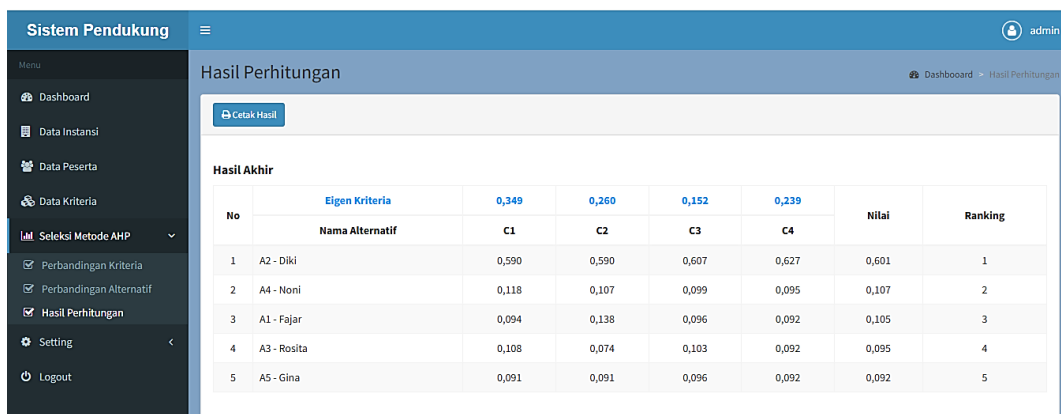 Sistem Pendukung
admin
Menu
Dashboard
Data Instansi
Data Peserta
Data Kriteria
Seleksi Metode AHP
Perbandingan Kriteria
Perbandingan Alternatif
Hasil Perhitungan
Setting
Logout
Hasil Perhitungan
Dashbooard > Hasil Perhitungan
Cetak Hasil
Hasil Akhir
No Eigen Kriteria 0,349 0,260 0,152 0,239 Nilai Ranking
Nama Alternatif C1 C2 C3 C4
1 A2 - Diki 0,590 0,590 0,607 0,627 0,601 1
2 A4 - Noni 0,118 0,107 0,099 0,095 0,107 2
3 A1 - Fajar 0,094 0,138 0,096 0,092 0,105 3
4 A3 - Rosita 0,108 0,074 0,103 0,092 0,095 4
5 A5 - Gina 0,091 0,091 0,096 0,092 0,092 5